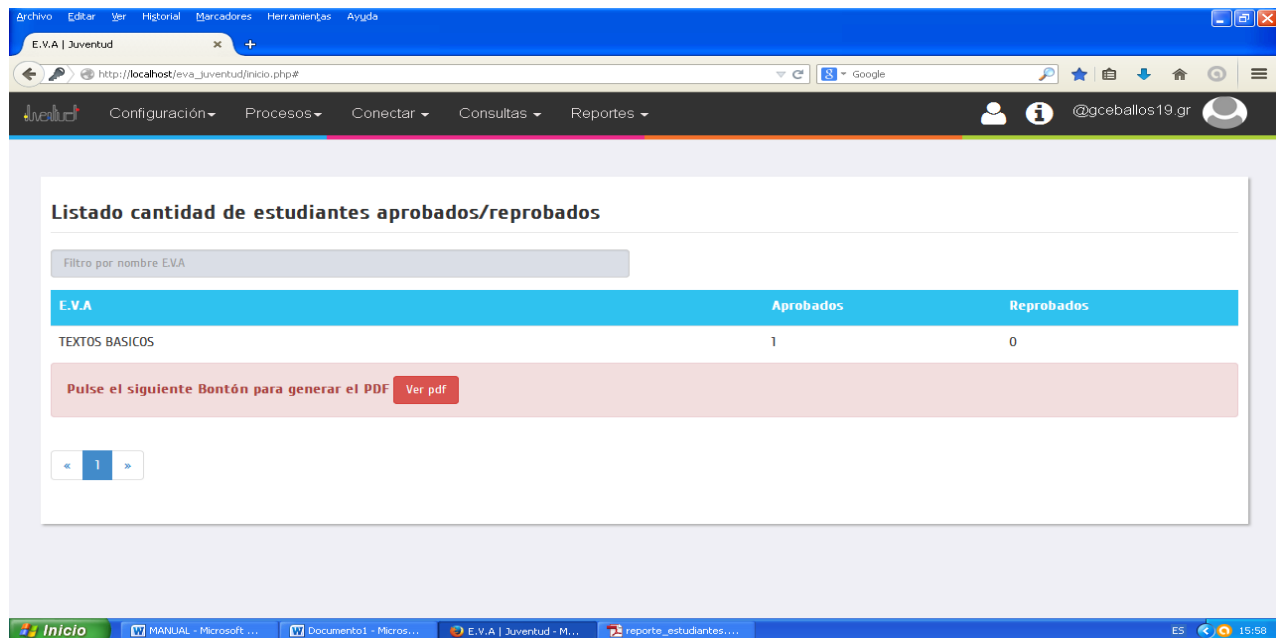 Archivo Editar Ver Historial Marcadores Herramientas Ayuda
E.V.A | Juventud × +
http://localhost/eva_juventud/inicio.php# 8 Google
Juventud Configuración Procesos Conectar Consultas Reportes i @gceballos19.gr
Listado cantidad de estudiantes aprobados/reprobados
Filtro por nombre E.V.A
E.V.A Aprobados Reprobados
TEXTOS BASICOS 1 0
Pulse el siguiente Bontón para generar el PDF Ver pdf
« 1 »
Inicio MANUAL - Microsoft ... Documento1 - Micros... E.V.A | Juventud - M... reporte_estudiantes.... ES 15:58